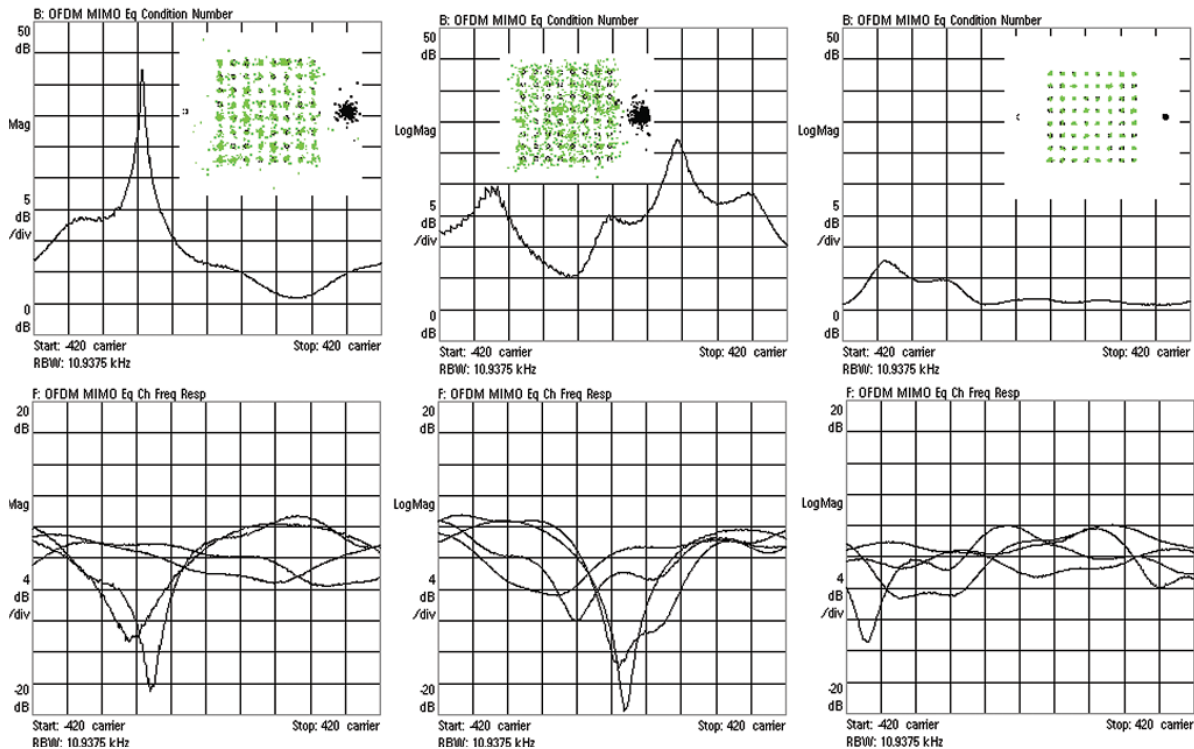 B: OFDM MIMO Eq Condition Number
50
dB
Mag
5
dB
/div
0
dB
Start: -420 carrier
Stop: 420 carrier
RBW: 10.9375 kHz
B: OFDM MIMO Eq Condition Number
50
dB
LogMag
5
dB
/div
0
dB
Start: -420 carrier
Stop: 420 carrier
RBW: 10.9375 kHz
B: OFDM MIMO Eq Condition Number
50
dB
LogMag
5
dB
/div
0
dB
Start: -420 carrier
Stop: 420 carrier
RBW: 10.9375 kHz
F: OFDM MIMO Eq Ch Freq Resp
20
dB
Mag
4
dB
/div
-20
dB
Start: -420 carrier
Stop: 420 carrier
RBW: 10.9375 kHz
F: OFDM MIMO Eq Ch Freq Resp
20
dB
LogMag
4
dB
/div
-20
dB
Start: -420 carrier
Stop: 420 carrier
RBW: 10.9375 kHz
F: OFDM MIMO Eq Ch Freq Resp
20
dB
LogMag
4
dB
/div
-20
dB
Start: -420 carrier
Stop: 420 carrier
RBW: 10.9375 kHz